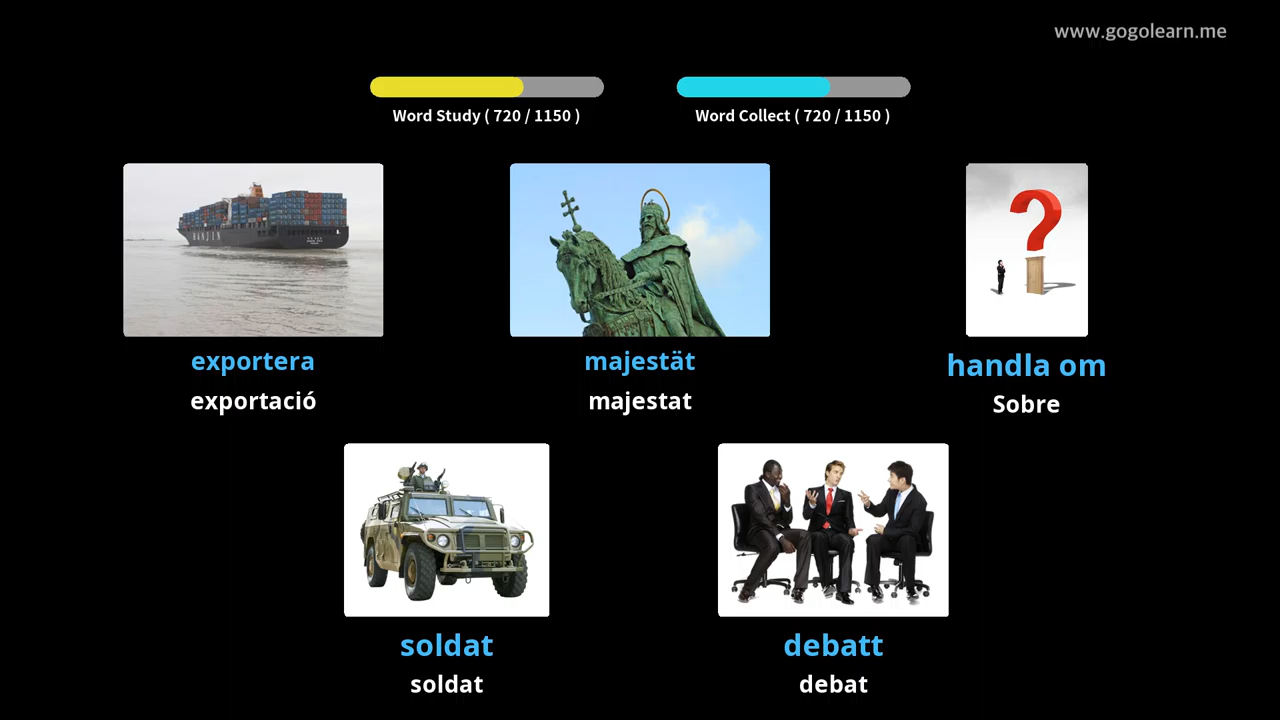 www.gogolearn.me
Word Study ( 720 / 1150 )
Word Collect ( 720 / 1150 )
HANJIN
exportera
majestät
handla om
exportació
majestat
Sobre
soldat
debatt
soldat
debat